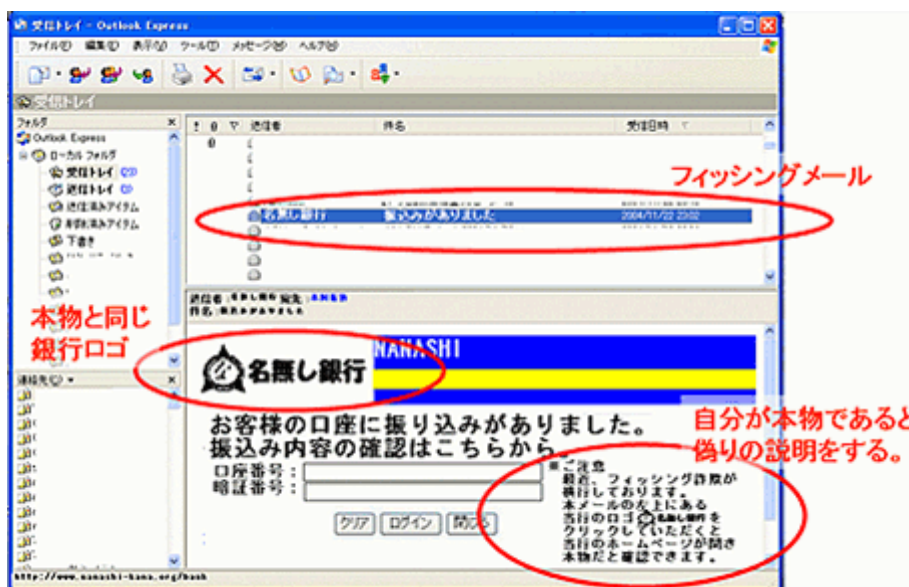 受信トレイ - Outlook Express
ファイル(F) 編集(E) 表示(V) ツール(T) メッセージ(M) ヘルプ(H)
受信トレイ
フォルダ
Outlook Express
ローカル フォルダ
受信トレイ
送信トレイ
送信済みアイテム
削除済みアイテム
下書き
連絡先(C)
送信者 件名 受信日時
フィッシングメール
名無し銀行 振込みがありました 2004/11/22 23:02
送信者: 宛先:
件名:
本物と同じ
銀行ロゴ
名無し銀行
NANASHI
お客様の口座に振り込みがありました。
振込み内容の確認はこちらから。
口座番号:
暗証番号:
クリア ログイン 閉じる
自分が本物であると
偽りの説明をする。
※ご注意
最近、フィッシング詐欺が
横行しております。
本メールの左上にある
当行のロゴ 名無し銀行 を
クリックしていただくと
当行のホームページが開き
本物だと確認できます。